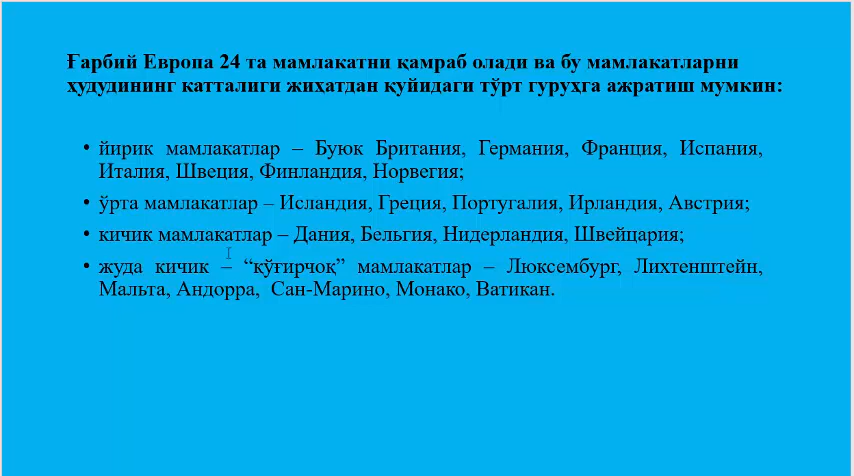 Ғарбий Европа 24 та мамлакатни қамраб олади ва бу мамлакатларни
ҳудудининг катталиги жиҳатдан қуйидаги тўрт гуруҳга ажратиш мумкин:
• йирик мамлакатлар – Буюк Британия, Германия, Франция, Испания,
Италия, Швеция, Финландия, Норвегия;
• ўрта мамлакатлар – Исландия, Греция, Португалия, Ирландия, Австрия;
• кичик мамлакатлар – Дания, Бельгия, Нидерландия, Швейцария;
• жуда кичик – “қўғирчоқ” мамлакатлар – Люксембург, Лихтенштейн,
Мальта, Андорра, Сан-Марино, Монако, Ватикан.